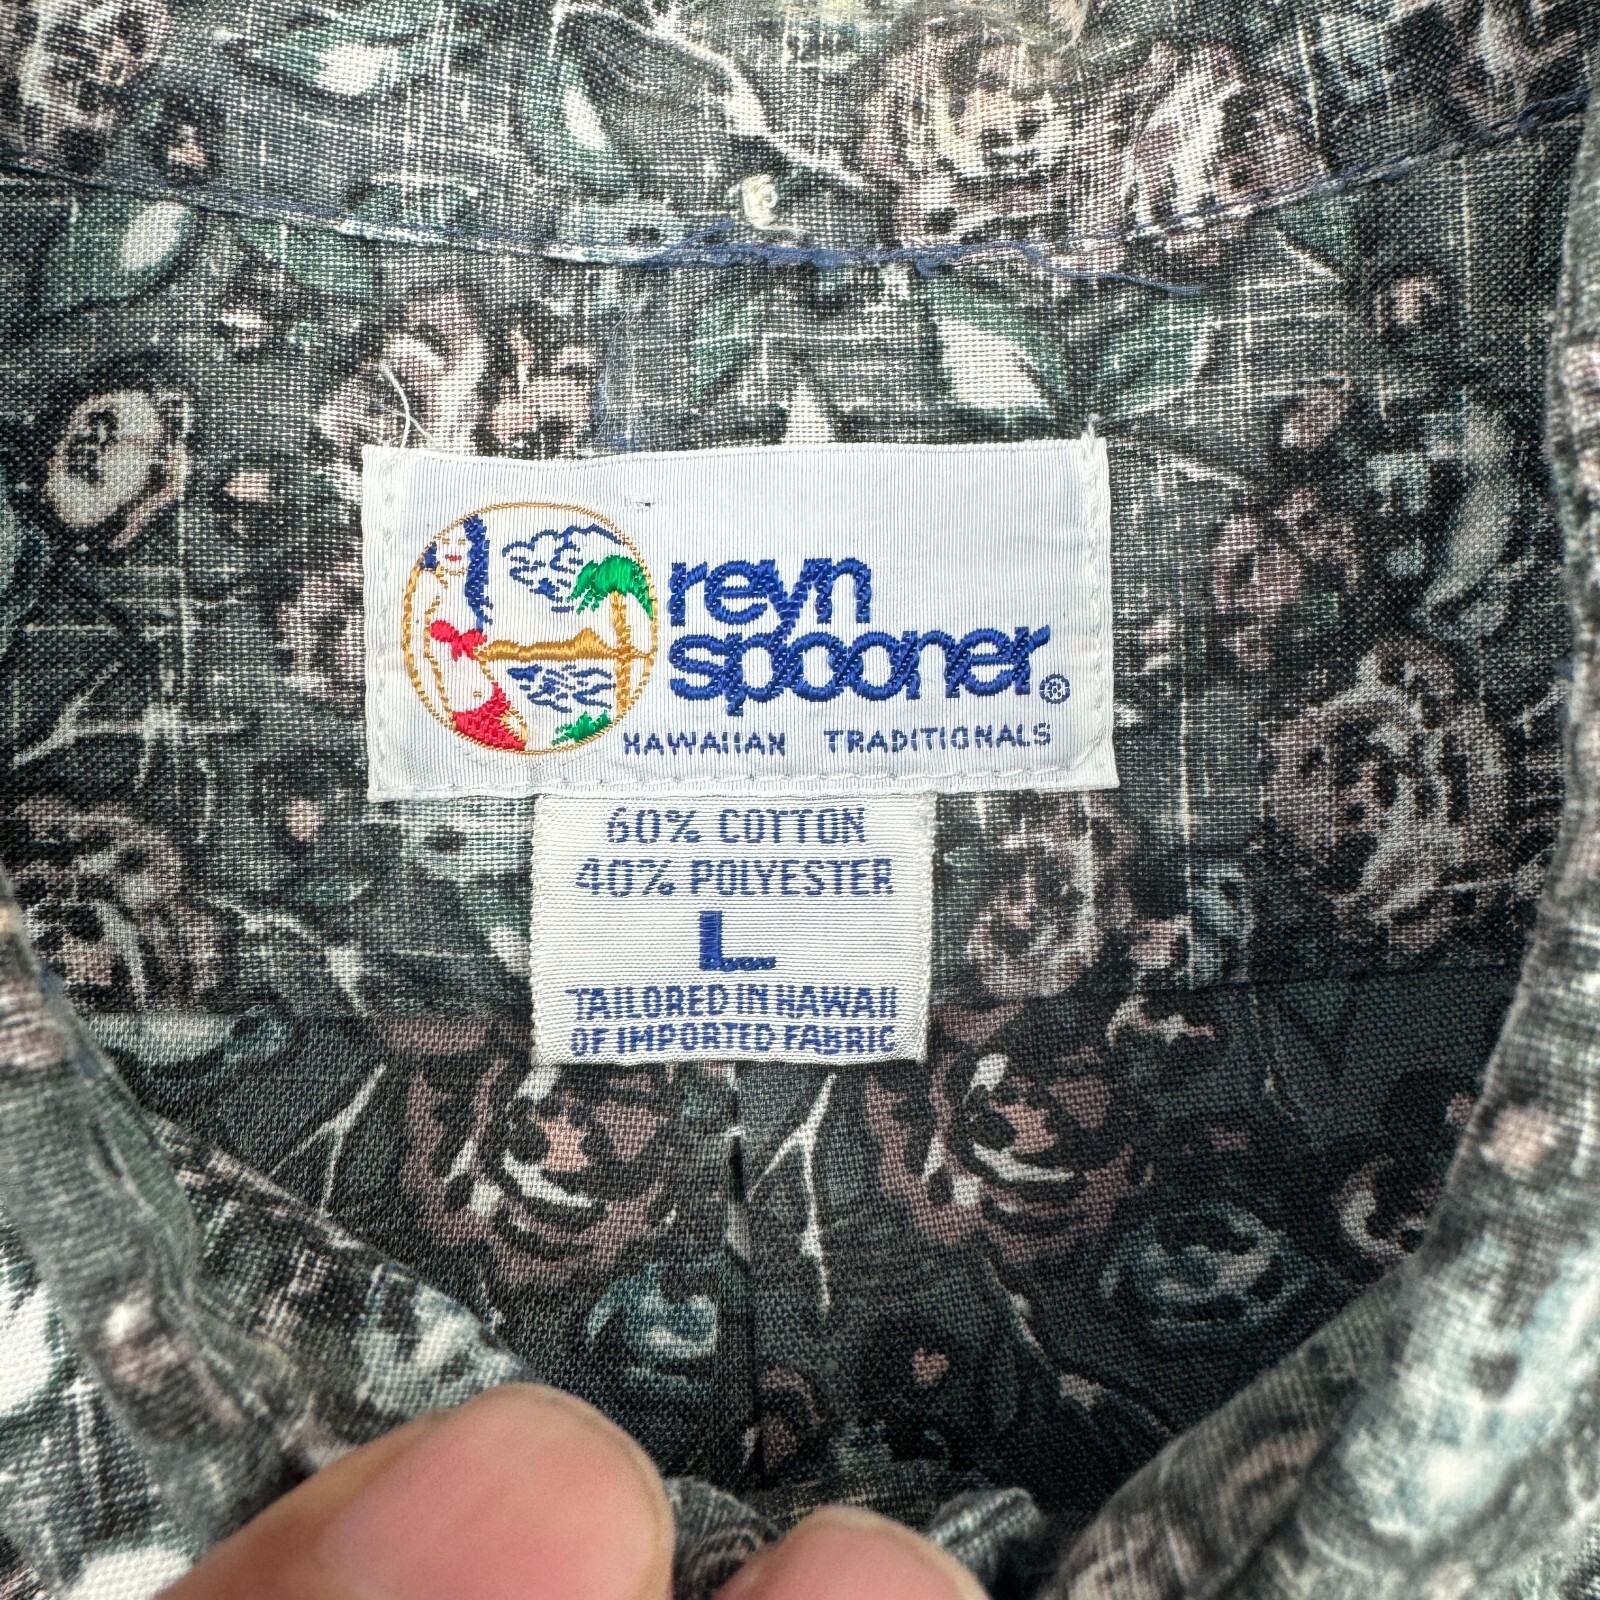 reyn
spooner®
HAWAIIAN TRADITIONALS
60% COTTON
40% POLYESTER
L
TAILORED IN HAWAII
OF IMPORTED FABRIC